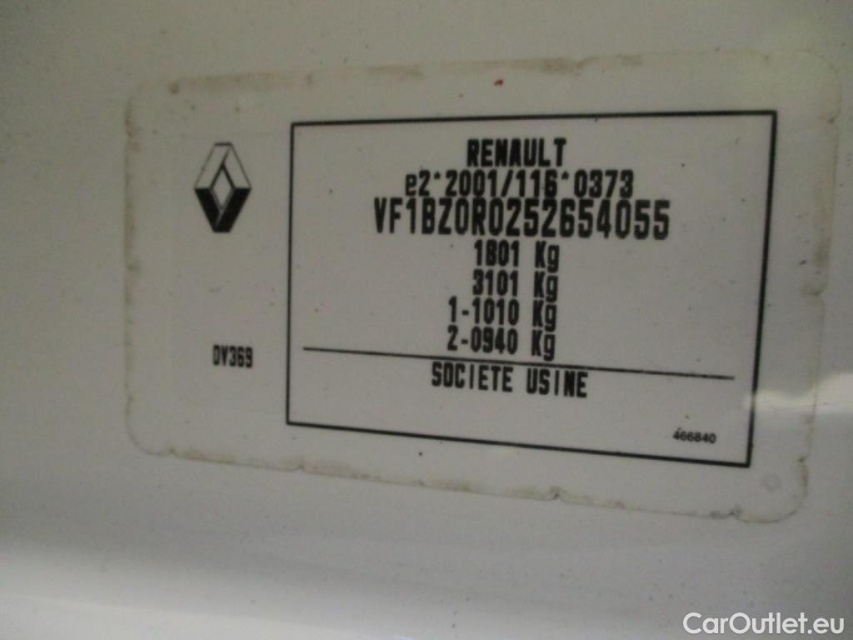 RENAULT
e2*2001/116*0373
VF1BZ0R0252654055
1801 Kg
3101 Kg
1-1010 Kg
2-0940 Kg
DV369
SOCIETE USINE
466840
CarOutlet.eu